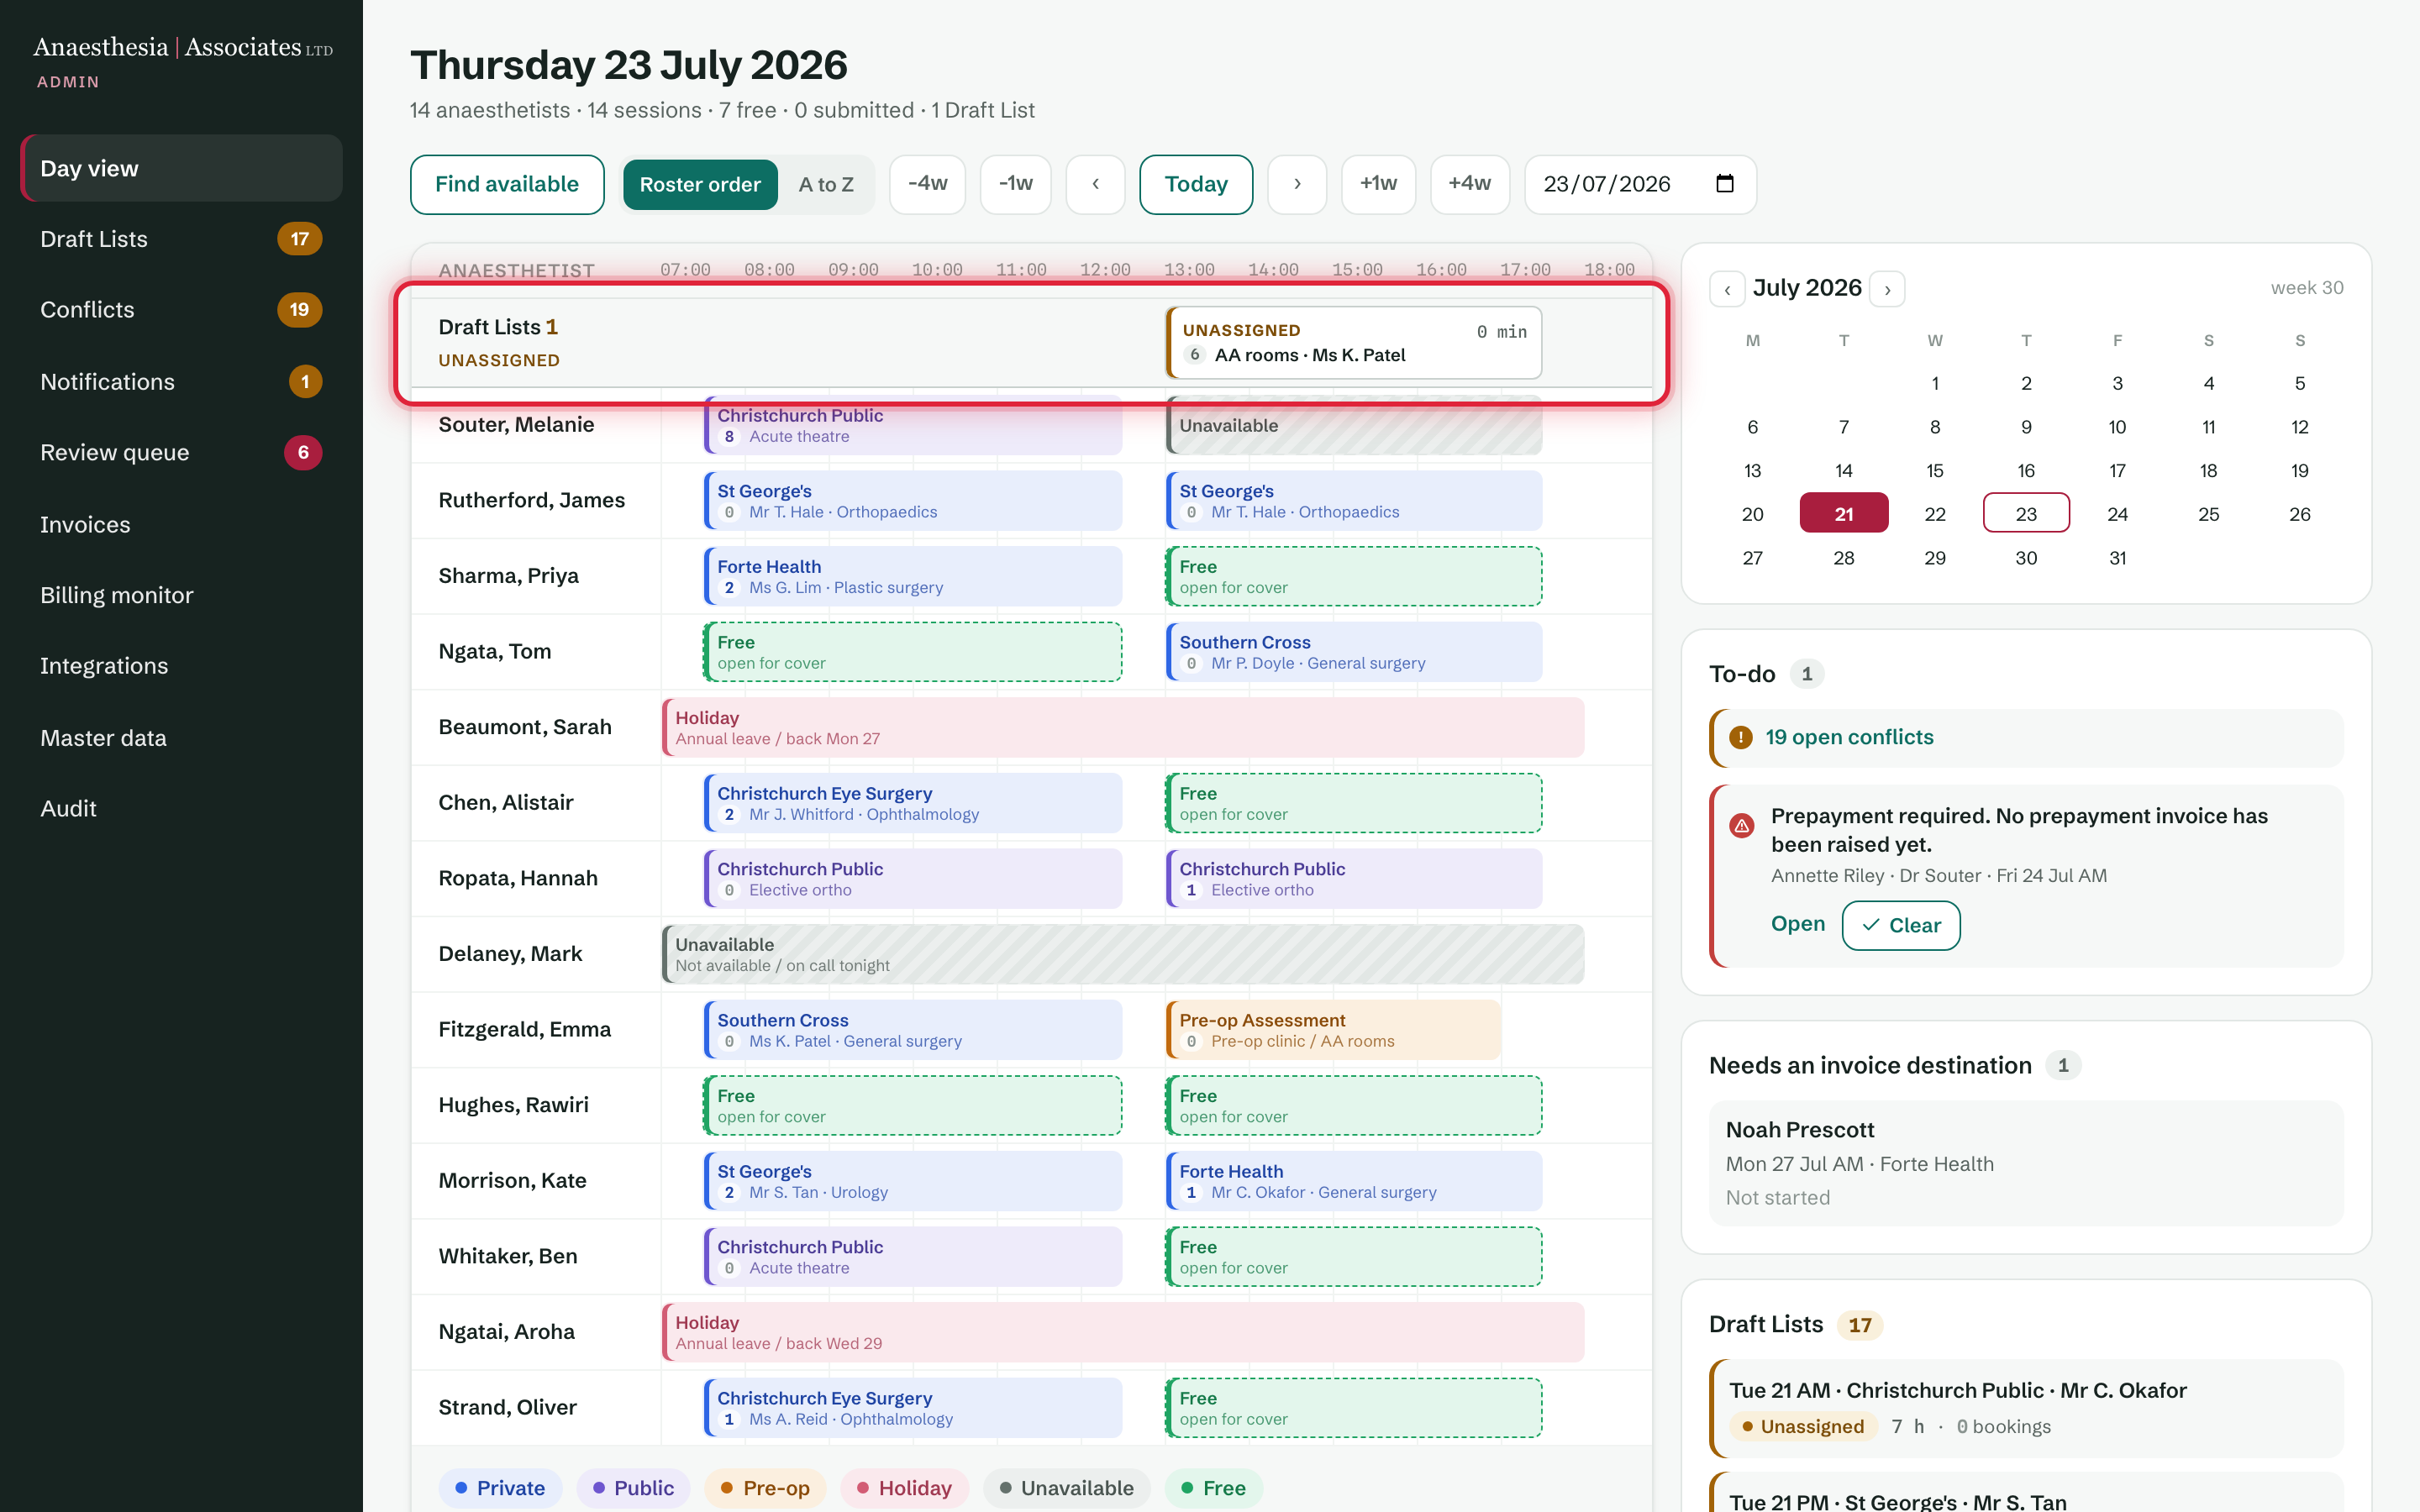 Anaesthesia | Associates LTD
ADMIN
Day view
Draft Lists 17
Conflicts 19
Notifications 1
Review queue 6
Invoices
Billing monitor
Integrations
Master data
Audit
Thursday 23 July 2026
14 anaesthetists · 14 sessions · 7 free · 0 submitted · 1 Draft List
Find available Roster order A to Z -4w -1w ‹ Today › +1w +4w 23/07/2026
ANAESTHETIST 07:00 08:00 09:00 10:00 11:00 12:00 13:00 14:00 15:00 16:00 17:00 18:00
Draft Lists 1
UNASSIGNED
UNASSIGNED 0 min
6 AA rooms · Ms K. Patel
Souter, Melanie
Christchurch Public
8 Acute theatre
Unavailable
Rutherford, James
St George's
0 Mr T. Hale · Orthopaedics
St George's
0 Mr T. Hale · Orthopaedics
Sharma, Priya
Forte Health
2 Ms G. Lim · Plastic surgery
Free
open for cover
Ngata, Tom
Free
open for cover
Southern Cross
0 Mr P. Doyle · General surgery
Beaumont, Sarah
Holiday
Annual leave / back Mon 27
Chen, Alistair
Christchurch Eye Surgery
2 Mr J. Whitford · Ophthalmology
Free
open for cover
Ropata, Hannah
Christchurch Public
0 Elective ortho
Christchurch Public
1 Elective ortho
Delaney, Mark
Unavailable
Not available / on call tonight
Fitzgerald, Emma
Southern Cross
0 Ms K. Patel · General surgery
Pre-op Assessment
0 Pre-op clinic / AA rooms
Hughes, Rawiri
Free
open for cover
Free
open for cover
Morrison, Kate
St George's
2 Mr S. Tan · Urology
Forte Health
1 Mr C. Okafor · General surgery
Whitaker, Ben
Christchurch Public
0 Acute theatre
Free
open for cover
Ngatai, Aroha
Holiday
Annual leave / back Wed 29
Strand, Oliver
Christchurch Eye Surgery
1 Ms A. Reid · Ophthalmology
Free
open for cover
Private Public Pre-op Holiday Unavailable Free
‹ July 2026 › week 30
M T W T F S S
1 2 3 4 5
6 7 8 9 10 11 12
13 14 15 16 17 18 19
20 21 22 23 24 25 26
27 28 29 30 31
To-do 1
19 open conflicts
Prepayment required. No prepayment invoice has
been raised yet.
Annette Riley · Dr Souter · Fri 24 Jul AM
Open ✓ Clear
Needs an invoice destination 1
Noah Prescott
Mon 27 Jul AM · Forte Health
Not started
Draft Lists 17
Tue 21 AM · Christchurch Public · Mr C. Okafor
Unassigned 7 h · 0 bookings
Tue 21 PM · St George's · Mr S. Tan